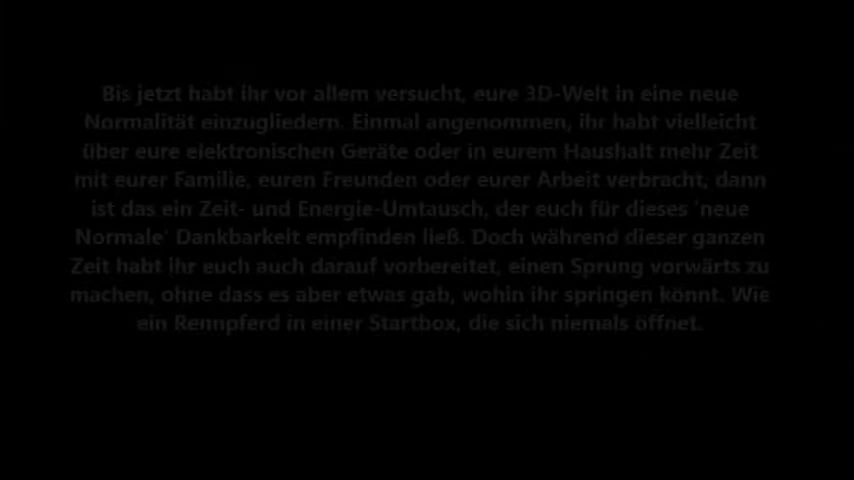 Bis jetzt habt ihr vor allem versucht, eure 3D-Welt in eine neue
Normalität einzugliedern. Einmal angenommen, ihr habt vielleicht
über eure elektronischen Geräte oder in eurem Haushalt mehr Zeit
mit eurer Familie, euren Freunden oder eurer Arbeit verbracht, dann
ist das ein Zeit- und Energie-Umtausch, der euch für dieses 'neue
Normale' Dankbarkeit empfinden ließ. Doch während dieser ganzen
Zeit habt ihr euch auch darauf vorbereitet, einen Sprung vorwärts zu
machen, ohne dass es aber etwas gab, wohin ihr springen könnt. Wie
ein Rennpferd in einer Startbox, die sich niemals öffnet.